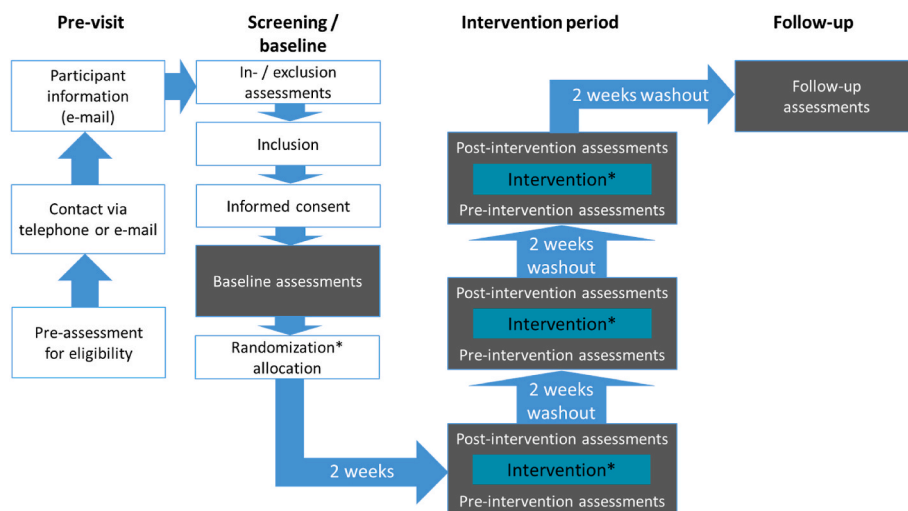 Pre-visit
Participant
information
(e-mail)
Contact via
telephone or e-mail
Pre-assessment
for eligibility
Screening /
baseline
In- / exclusion
assessments
Inclusion
Informed consent
Baseline assessments
Randomization*
allocation
2 weeks
Intervention period
2 weeks washout
Post-intervention assessments
Intervention*
Pre-intervention assessments
2 weeks
washout
Post-intervention assessments
Intervention*
Pre-intervention assessments
2 weeks
washout
Post-intervention assessments
Intervention*
Pre-intervention assessments
Follow-up
Follow-up
assessments